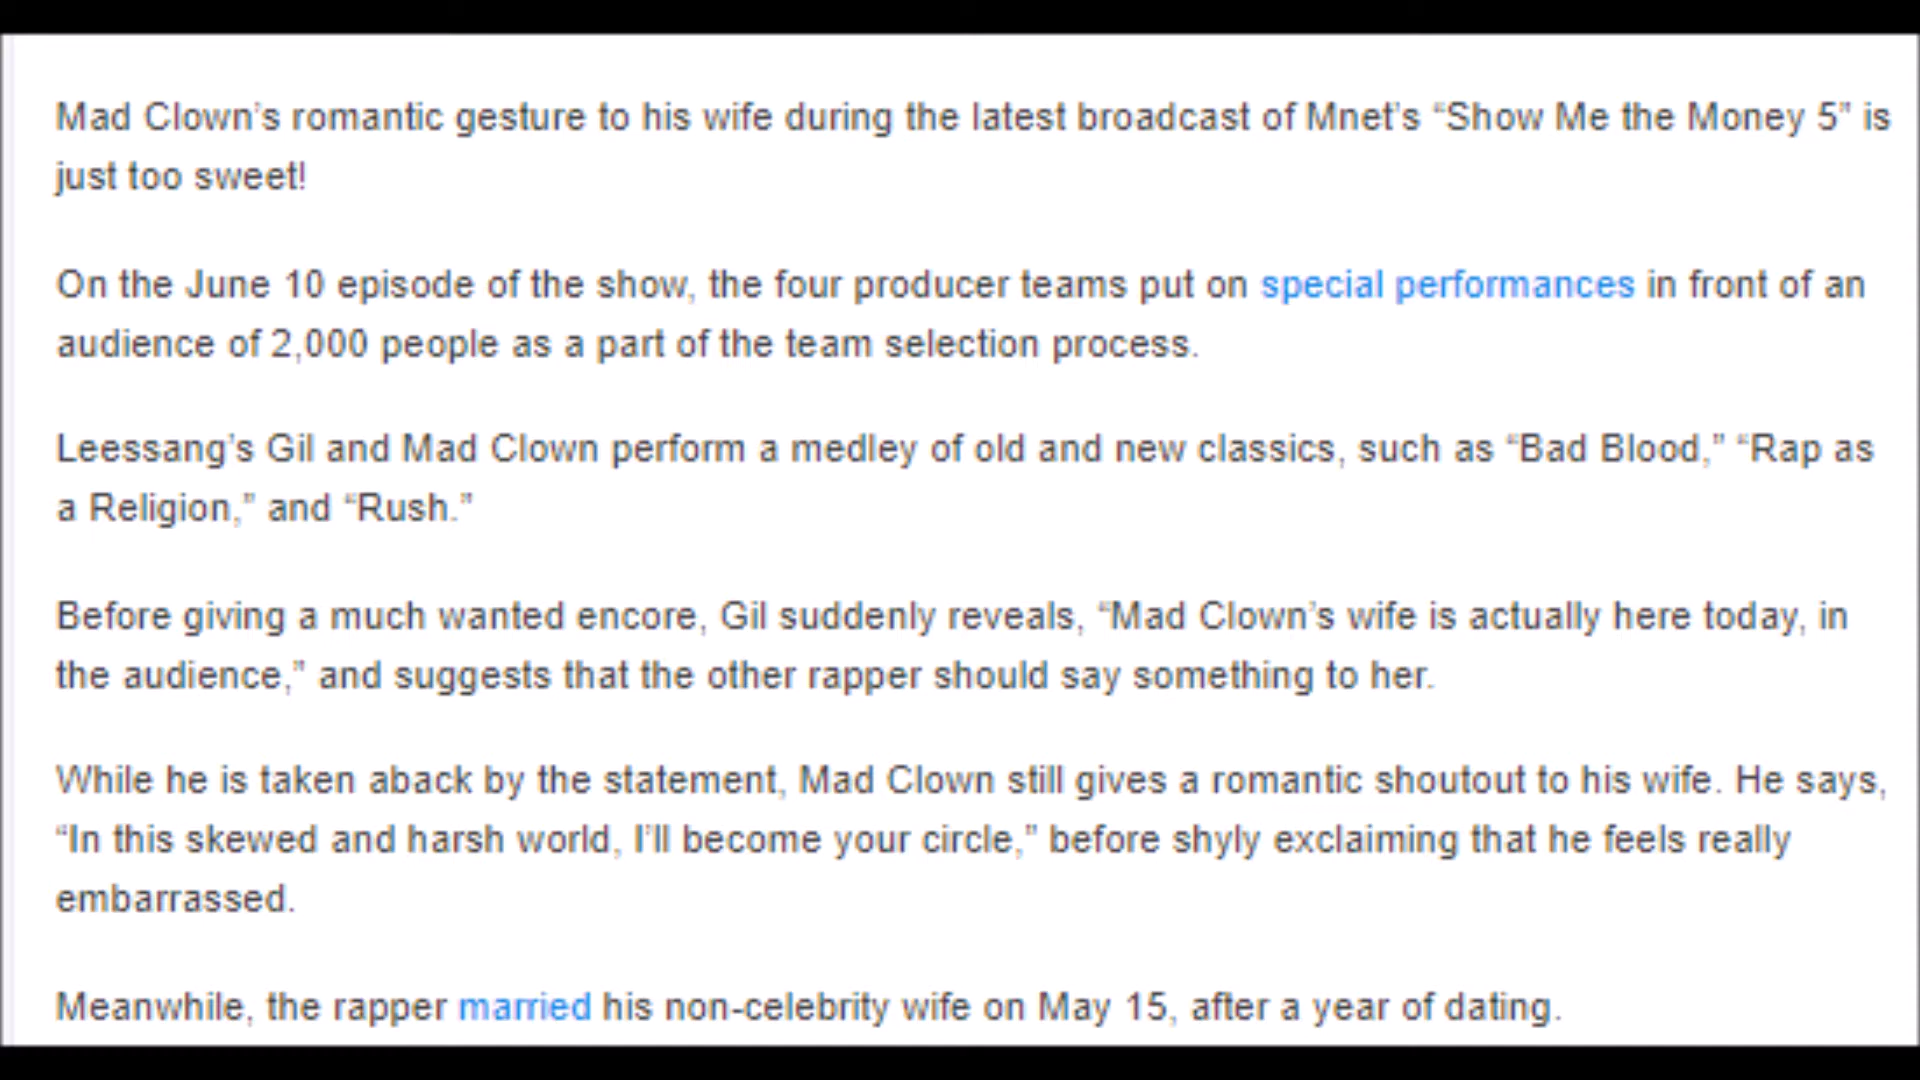 Mad Clown’s romantic gesture to his wife during the latest broadcast of Mnet’s “Show Me the Money 5” is
just too sweet!
On the June 10 episode of the show, the four producer teams put on special performances in front of an
audience of 2,000 people as a part of the team selection process.
Leessang’s Gil and Mad Clown perform a medley of old and new classics, such as “Bad Blood,” “Rap as
a Religion,” and “Rush.”
Before giving a much wanted encore, Gil suddenly reveals, “Mad Clown’s wife is actually here today, in
the audience,” and suggests that the other rapper should say something to her.
While he is taken aback by the statement, Mad Clown still gives a romantic shoutout to his wife. He says,
“In this skewed and harsh world, I’ll become your circle,” before shyly exclaiming that he feels really
embarrassed.
Meanwhile, the rapper married his non-celebrity wife on May 15, after a year of dating.